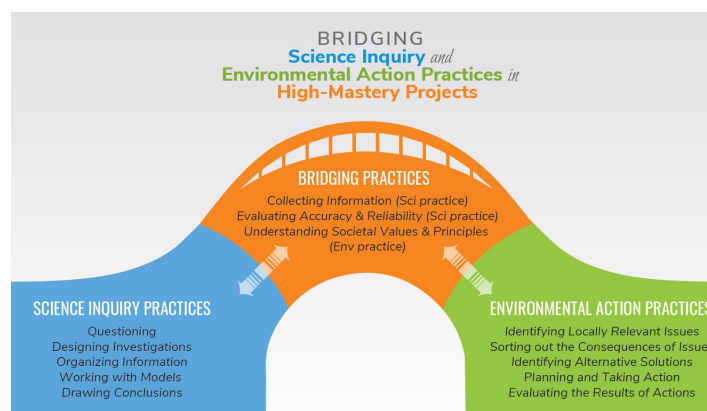 BRIDGING
Science Inquiry and
Environmental Action Practices in
High-Mastery Projects
BRIDGING PRACTICES
Collecting Information (Sci practice)
Evaluating Accuracy & Reliability (Sci practice)
Understanding Societal Values & Principles
(Env practice)
SCIENCE INQUIRY PRACTICES
Questioning
Designing Investigations
Organizing Information
Working with Models
Drawing Conclusions
ENVIRONMENTAL ACTION PRACTICES
Identifying Locally Relevant Issues
Sorting out the Consequences of Issue
Identifying Alternative Solutions
Planning and Taking Action
Evaluating the Results of Actions